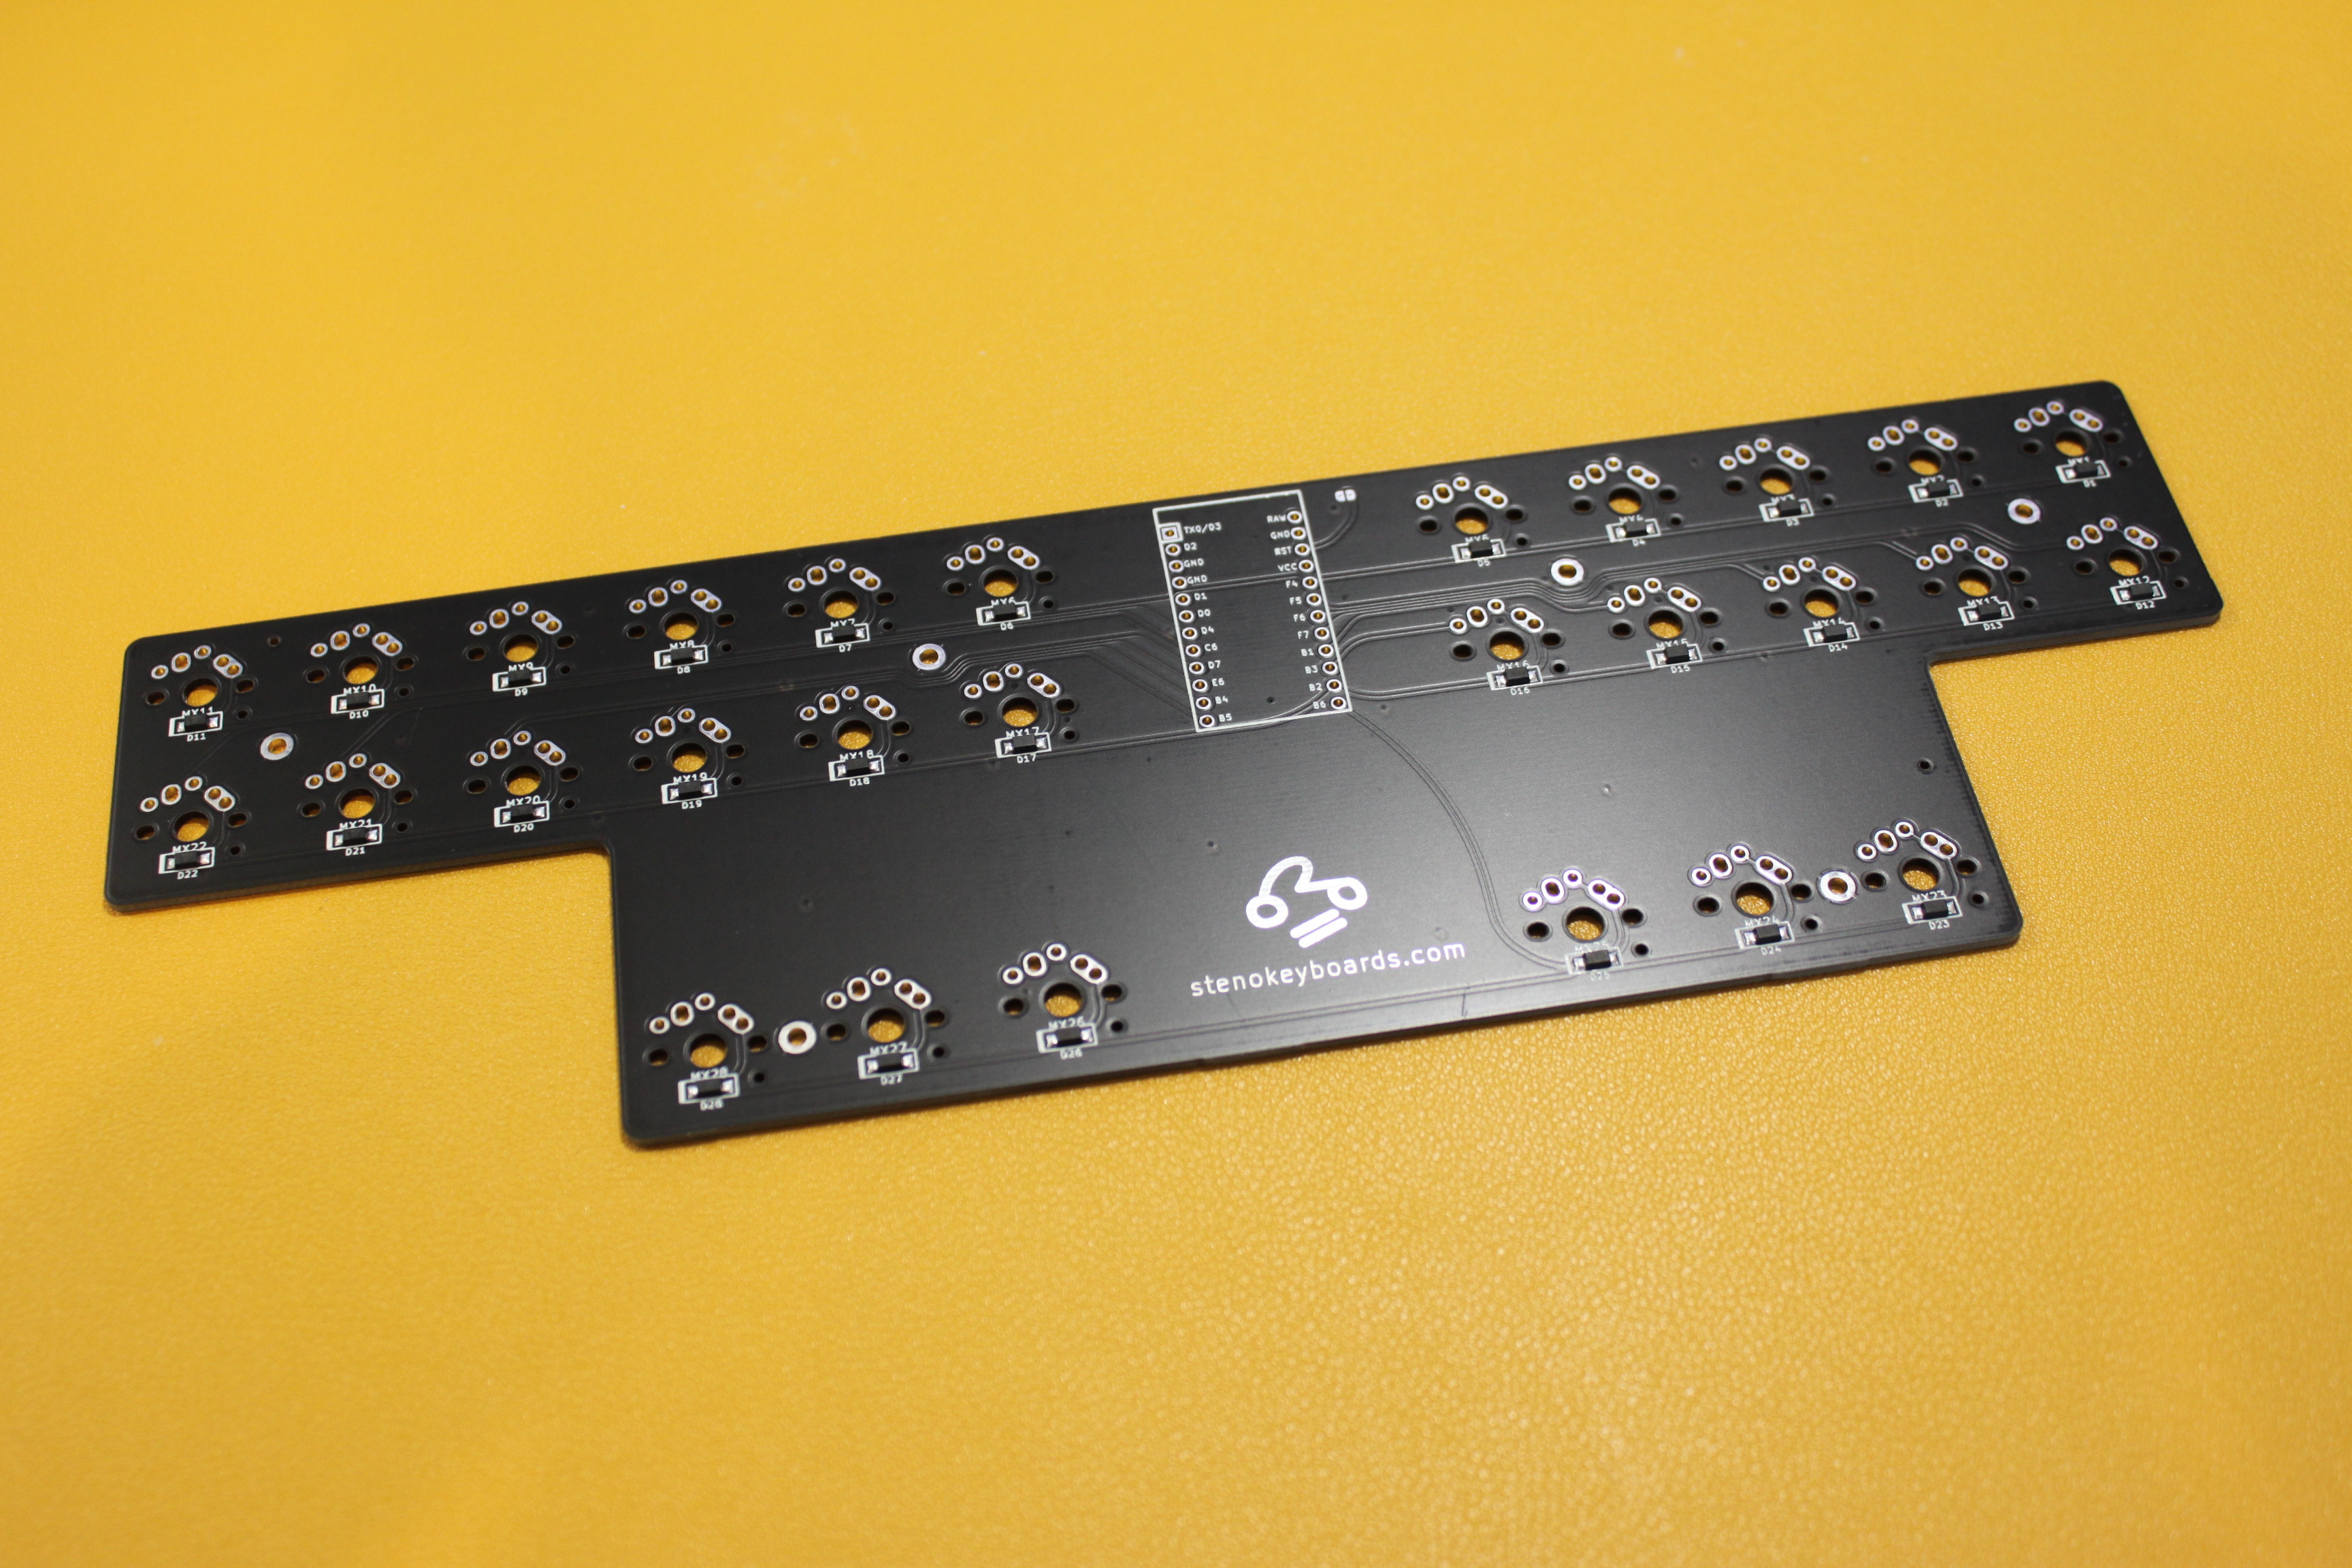 MX11
D11
MX10
D10
MX9
D9
MX8
D8
MX7
D7
MX6
D6
TX0/D3
D2
GND
GND
D1
D0
D4
C6
D7
E6
B4
B5
RAW
GND
RST
VCC
F4
F5
F6
F7
B1
B3
B2
B6
MX5
D5
MX4
D4
MX3
D3
MX2
D2
MX1
D1
MX22
D22
MX21
D21
MX20
D20
MX19
D19
MX18
D18
MX17
D17
MX16
D16
MX15
D15
MX14
D14
MX13
D13
MX12
D12
MX28
D28
MX27
D27
MX26
D26
stenokeyboards.com
MX25
D25
MX24
D24
MX23
D23